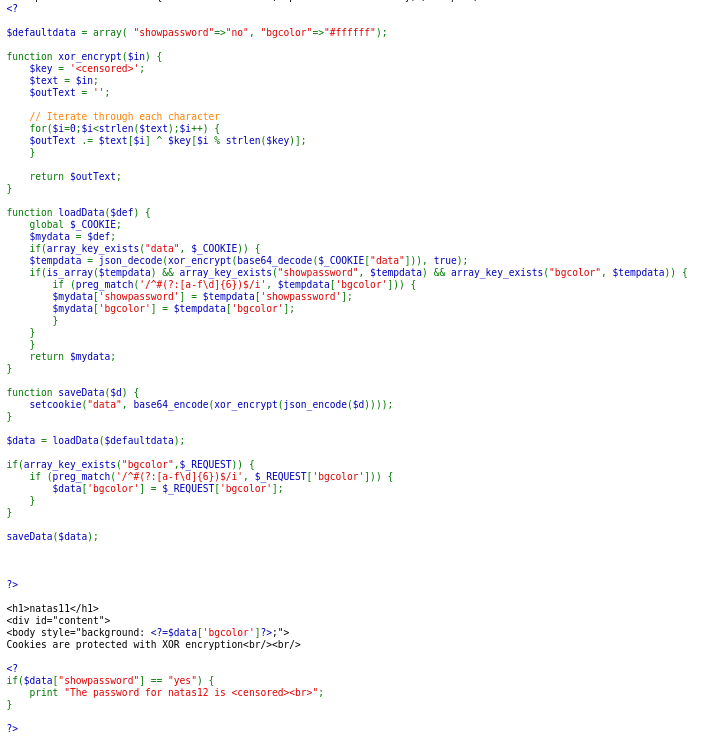 <?
$defaultdata = array( "showpassword"=>"no", "bgcolor"=>"#ffffff");
function xor_encrypt($in) {
    $key = '<censored>';
    $text = $in;
    $outText = '';
    // Iterate through each character
    for($i=0;$i<strlen($text);$i++) {
    $outText .= $text[$i] ^ $key[$i % strlen($key)];
    }
    return $outText;
}
function loadData($def) {
    global $_COOKIE;
    $mydata = $def;
    if(array_key_exists("data", $_COOKIE)) {
    $tempdata = json_decode(xor_encrypt(base64_decode($_COOKIE["data"])), true);
    if(is_array($tempdata) && array_key_exists("showpassword", $tempdata) && array_key_exists("bgcolor", $tempdata)) {
        if (preg_match('/^#(?:[a-f\d]{6})$/i', $tempdata['bgcolor'])) {
        $mydata['showpassword'] = $tempdata['showpassword'];
        $mydata['bgcolor'] = $tempdata['bgcolor'];
        }
    }
    }
    return $mydata;
}
function saveData($d) {
    setcookie("data", base64_encode(xor_encrypt(json_encode($d))));
}
$data = loadData($defaultdata);
if(array_key_exists("bgcolor",$_REQUEST)) {
    if (preg_match('/^#(?:[a-f\d]{6})$/i', $_REQUEST['bgcolor'])) {
        $data['bgcolor'] = $_REQUEST['bgcolor'];
    }
}
saveData($data);
?>
<h1>natas11</h1>
<div id="content">
<body style="background: <?=$data['bgcolor']?>;">
Cookies are protected with XOR encryption<br/><br/>
<?
if($data["showpassword"] == "yes") {
    print "The password for natas12 is <censored><br>";
}
?>